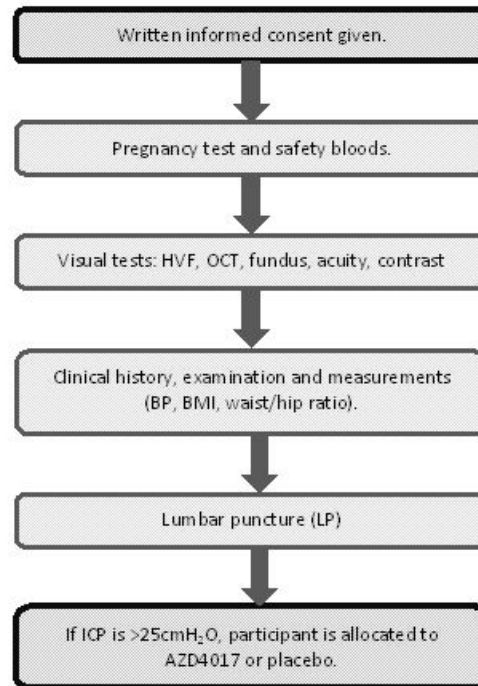 Written informed consent given.
Pregnancy test and safety bloods.
Visual tests: HVF, OCT, fundus, acuity, contrast
Clinical history, examination and measurements
(BP, BMI, waist/hip ratio).
Lumbar puncture (LP)
If ICP is >25cmH₂O, participant is allocated to
AZD4017 or placebo.